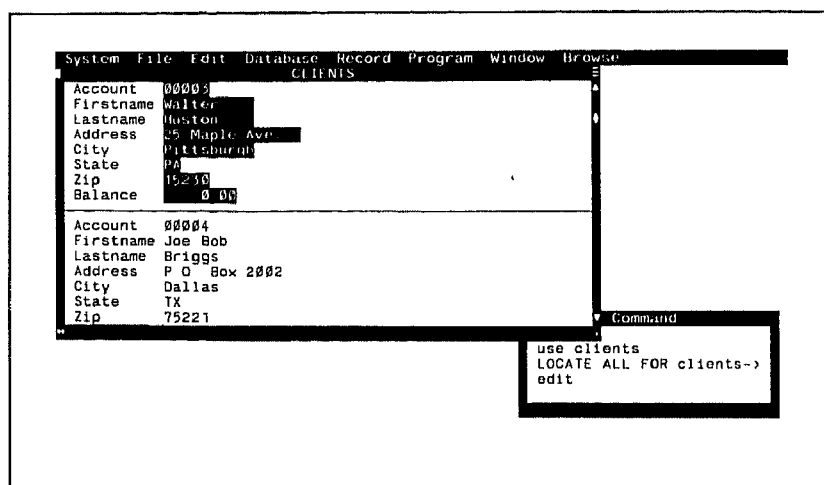 System File Edit Database Record Program Window Browse
CLIENTS
Account 00003
Firstname Walter
Lastname Huston
Address 25 Maple Ave.
City Pittsburgh
State PA
Zip 15230
Balance 0.00
Account 00004
Firstname Joe Bob
Lastname Briggs
Address P O Box 2002
City Dallas
State TX
Zip 75221
Command
use clients
LOCATE ALL FOR clients->
edit